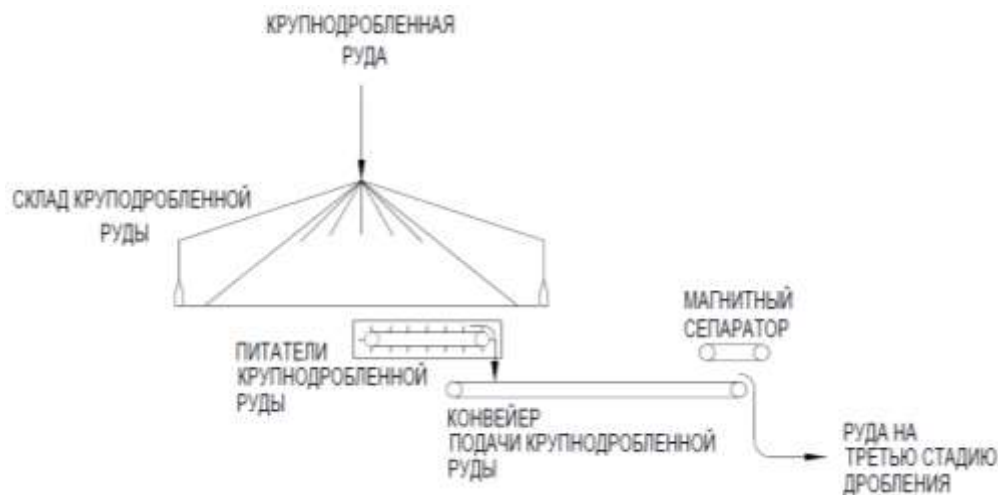 КРУПНОДРОБЛЕННАЯ
РУДА
СКЛАД КРУПОДРОБЛЕННОЙ
РУДЫ
МАГНИТНЫЙ
СЕПАРАТОР
ПИТАТЕЛИ
КРУПНОДРОБЛЕННОЙ
РУДЫ
КОНВЕЙЕР
ПОДАЧИ КРУПНОДРОБЛЕННОЙ
РУДЫ
РУДА НА
ТРЕТЬЮ СТАДИЮ
ДРОБЛЕНИЯ